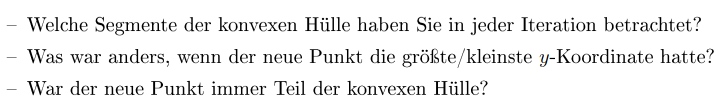 – Welche Segmente der konvexen Hülle haben Sie in jeder Iteration betrachtet?
– Was war anders, wenn der neue Punkt die größte/kleinste y-Koordinate hatte?
– War der neue Punkt immer Teil der konvexen Hülle?